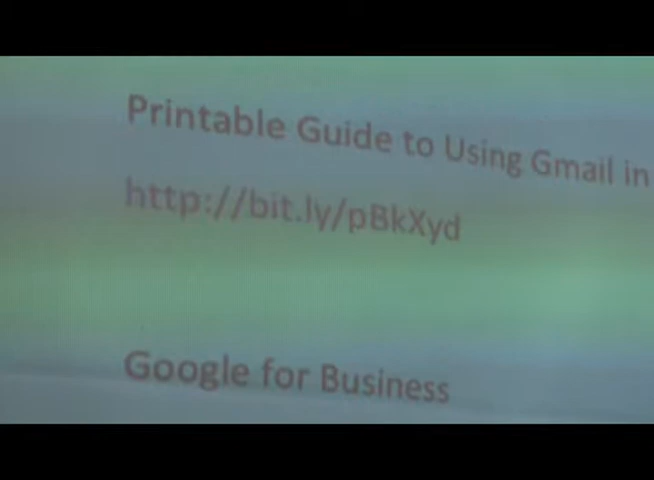 Printable Guide to Using Gmail in
http://bit.ly/pBkXyd
Google for Business